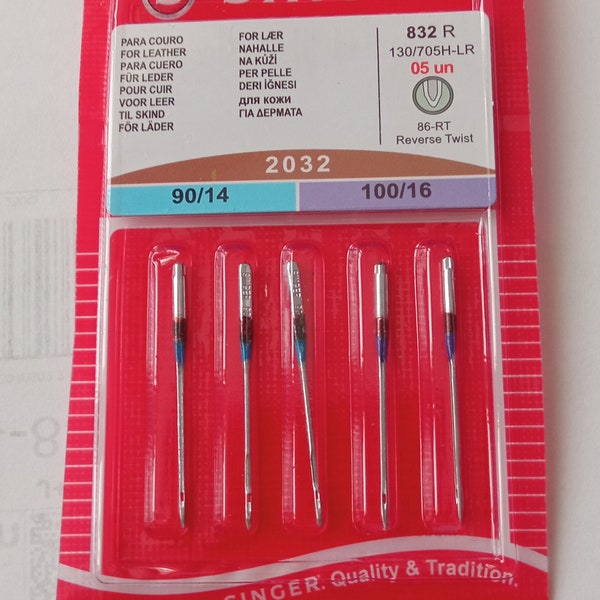 PARA COURO
FOR LEATHER
PARA CUERO
FÜR LEDER
POUR CUIR
VOOR LEER
TIL SKIND
FÖR LÄDER
FOR LÆR
NAHALLE
NA KŮŽI
PER PELLE
DERI İĞNESI
для кожи
ΓΙΑ ΔΕΡΜΑΤΑ
832 R
130/705H-LR
05 un
86-RT
Reverse Twist
2032
90/14
100/16
SINGER. Quality & Tradition.